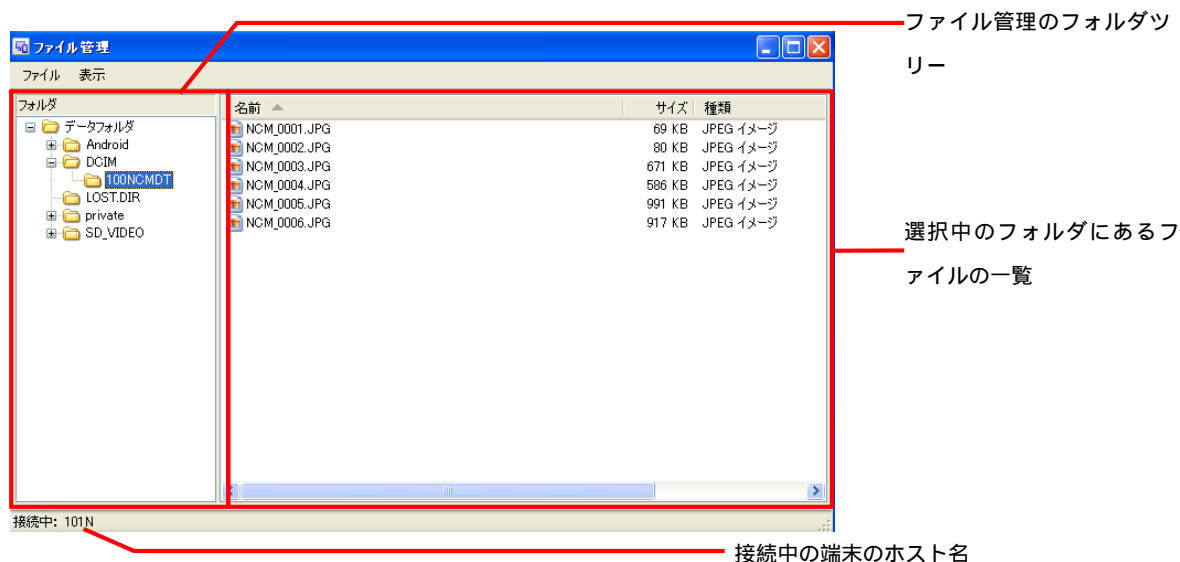 ファイル管理のフォルダツ
リー
ファイル管理
ファイル 表示
フォルダ
名前 サイズ 種類
データフォルダ
Android
DCIM
100NCMDT
LOST.DIR
private
SD_VIDEO
NCM_0001.JPG 69 KB JPEG イメージ
NCM_0002.JPG 80 KB JPEG イメージ
NCM_0003.JPG 671 KB JPEG イメージ
NCM_0004.JPG 586 KB JPEG イメージ
NCM_0005.JPG 991 KB JPEG イメージ
NCM_0006.JPG 917 KB JPEG イメージ
選択中のフォルダにあるフ
ァイルの一覧
接続中: 101N
接続中の端末のホスト名